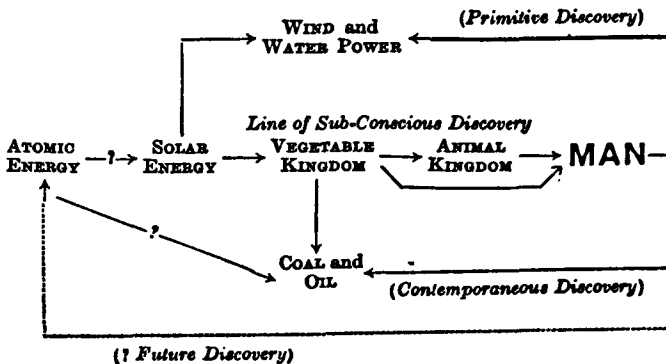 (Primitive Discovery)
WIND and
WATER POWER
Line of Sub-Conscious Discovery
ATOMIC
ENERGY
?
SOLAR
ENERGY
VEGETABLE
KINGDOM
ANIMAL
KINGDOM
MAN
?
COAL and
OIL
(Contemporaneous Discovery)
(? Future Discovery)